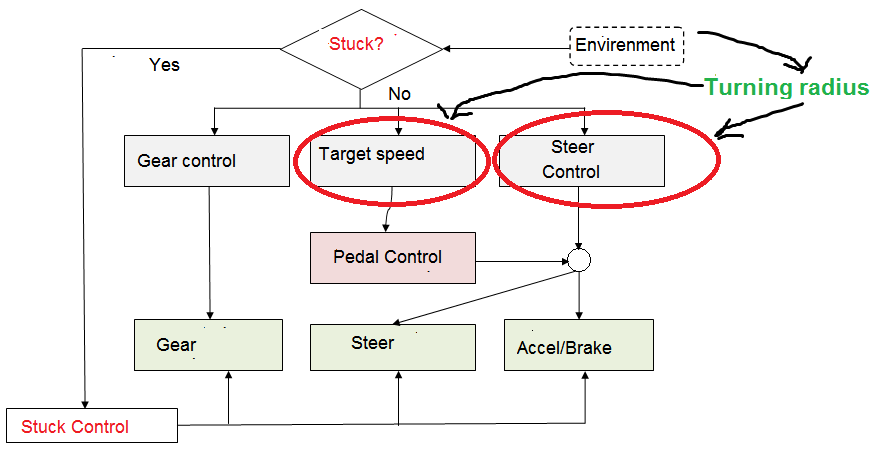 Stuck?
Envirenment
Yes
Turning radius
No
Gear control
Target speed
Steer
Control
Pedal Control
Gear
Steer
Accel/Brake
Stuck Control